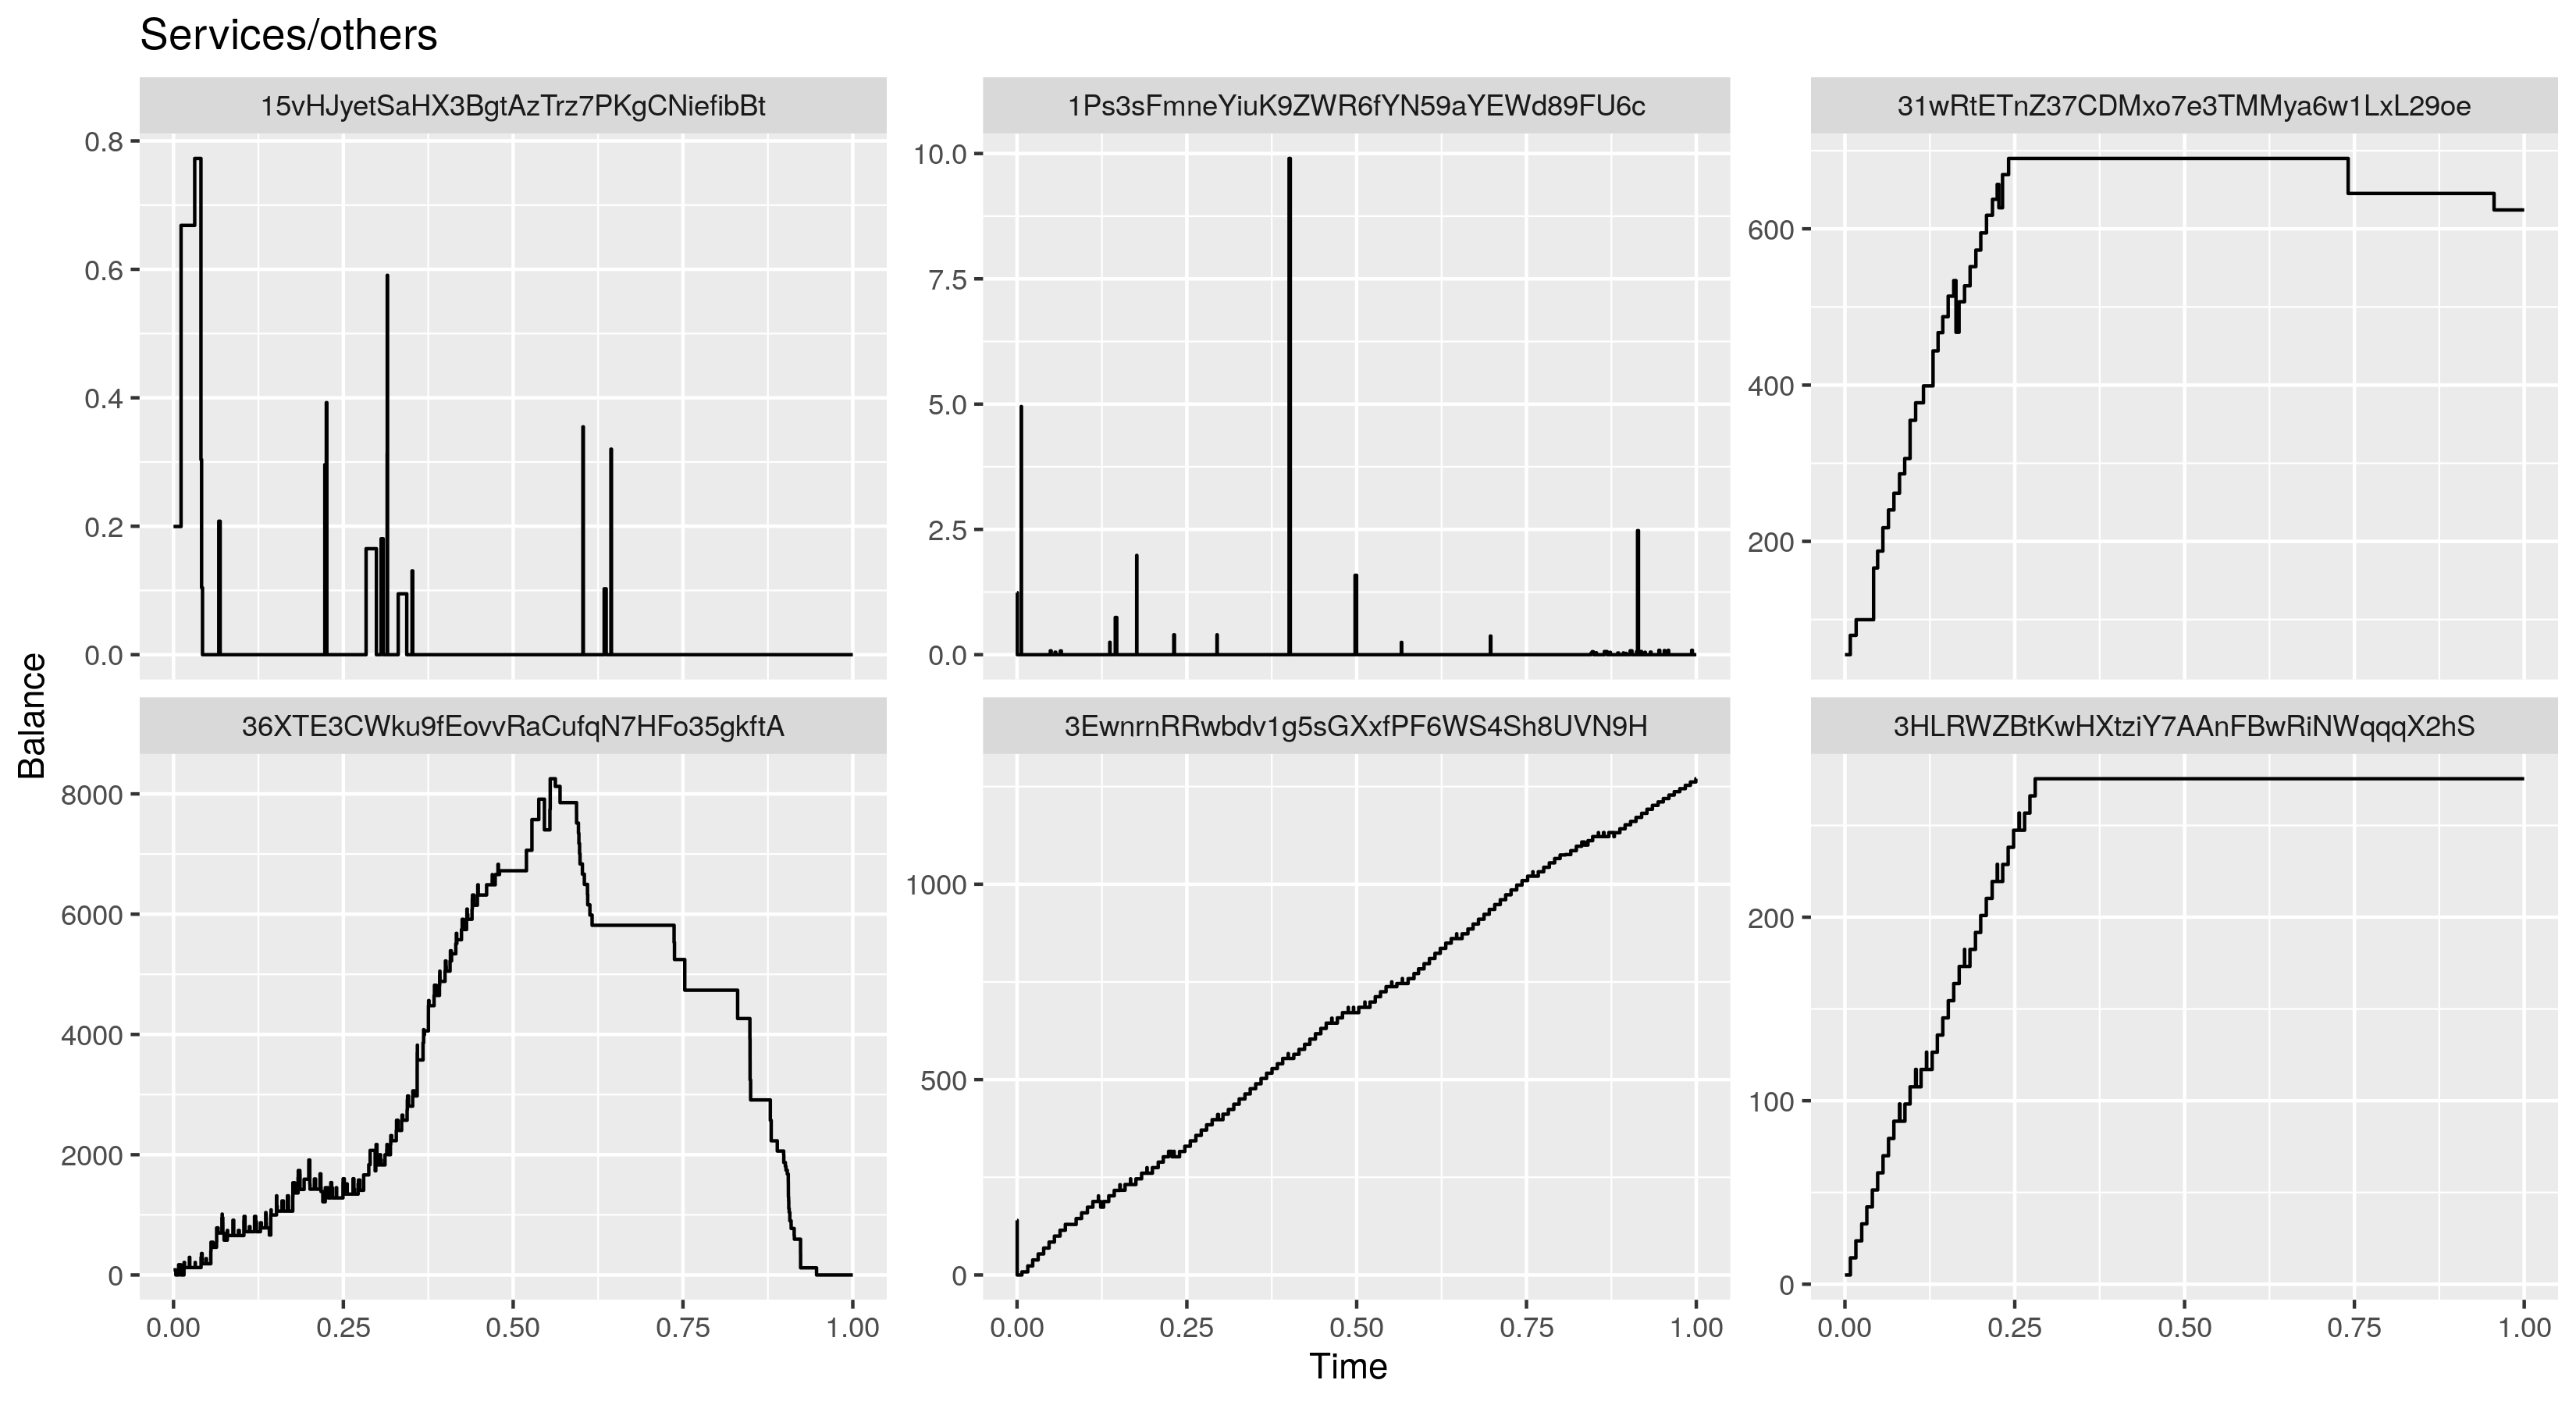 Services/others
15vHJyetSaHX3BgtAzTrz7PKgCNiefibBt
1Ps3sFmneYiuK9ZWR6fYN59aYEWd89FU6c
31wRtETnZ37CDMxo7e3TMMya6w1LxL29oe
0.8
0.6
0.4
0.2
0.0
10.0
7.5
5.0
2.5
0.0
600
400
200
Balance
36XTE3CWku9fEovvRaCufqN7HFo35gkftA
3EwnrnRRwbdv1g5sGXxfPF6WS4Sh8UVN9H
3HLRWZBtKwHXtziY7AAnFBwRiNWqqqX2hS
8000
6000
4000
2000
0
1000
500
0
200
100
0
0.00 0.25 0.50 0.75 1.00
0.00 0.25 0.50 0.75 1.00
0.00 0.25 0.50 0.75 1.00
Time